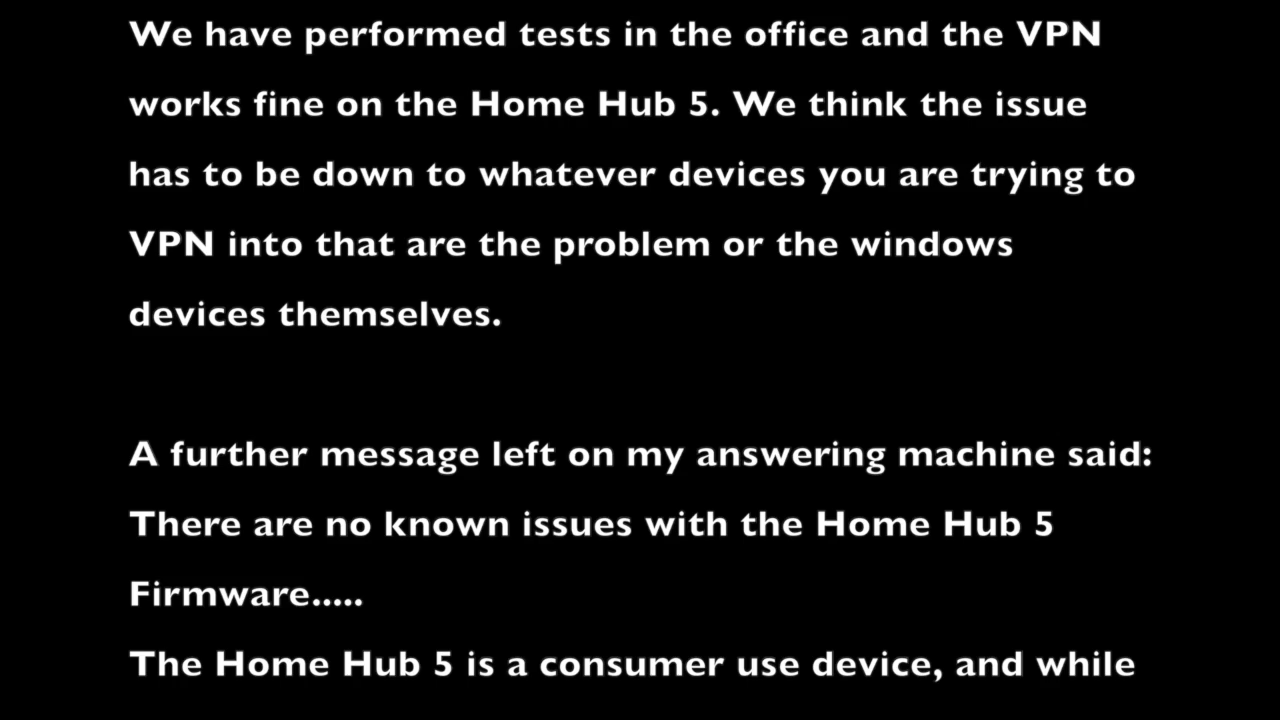 We have performed tests in the office and the VPN
works fine on the Home Hub 5. We think the issue
has to be down to whatever devices you are trying to
VPN into that are the problem or the windows
devices themselves.
A further message left on my answering machine said:
There are no known issues with the Home Hub 5
Firmware.....
The Home Hub 5 is a consumer use device, and while